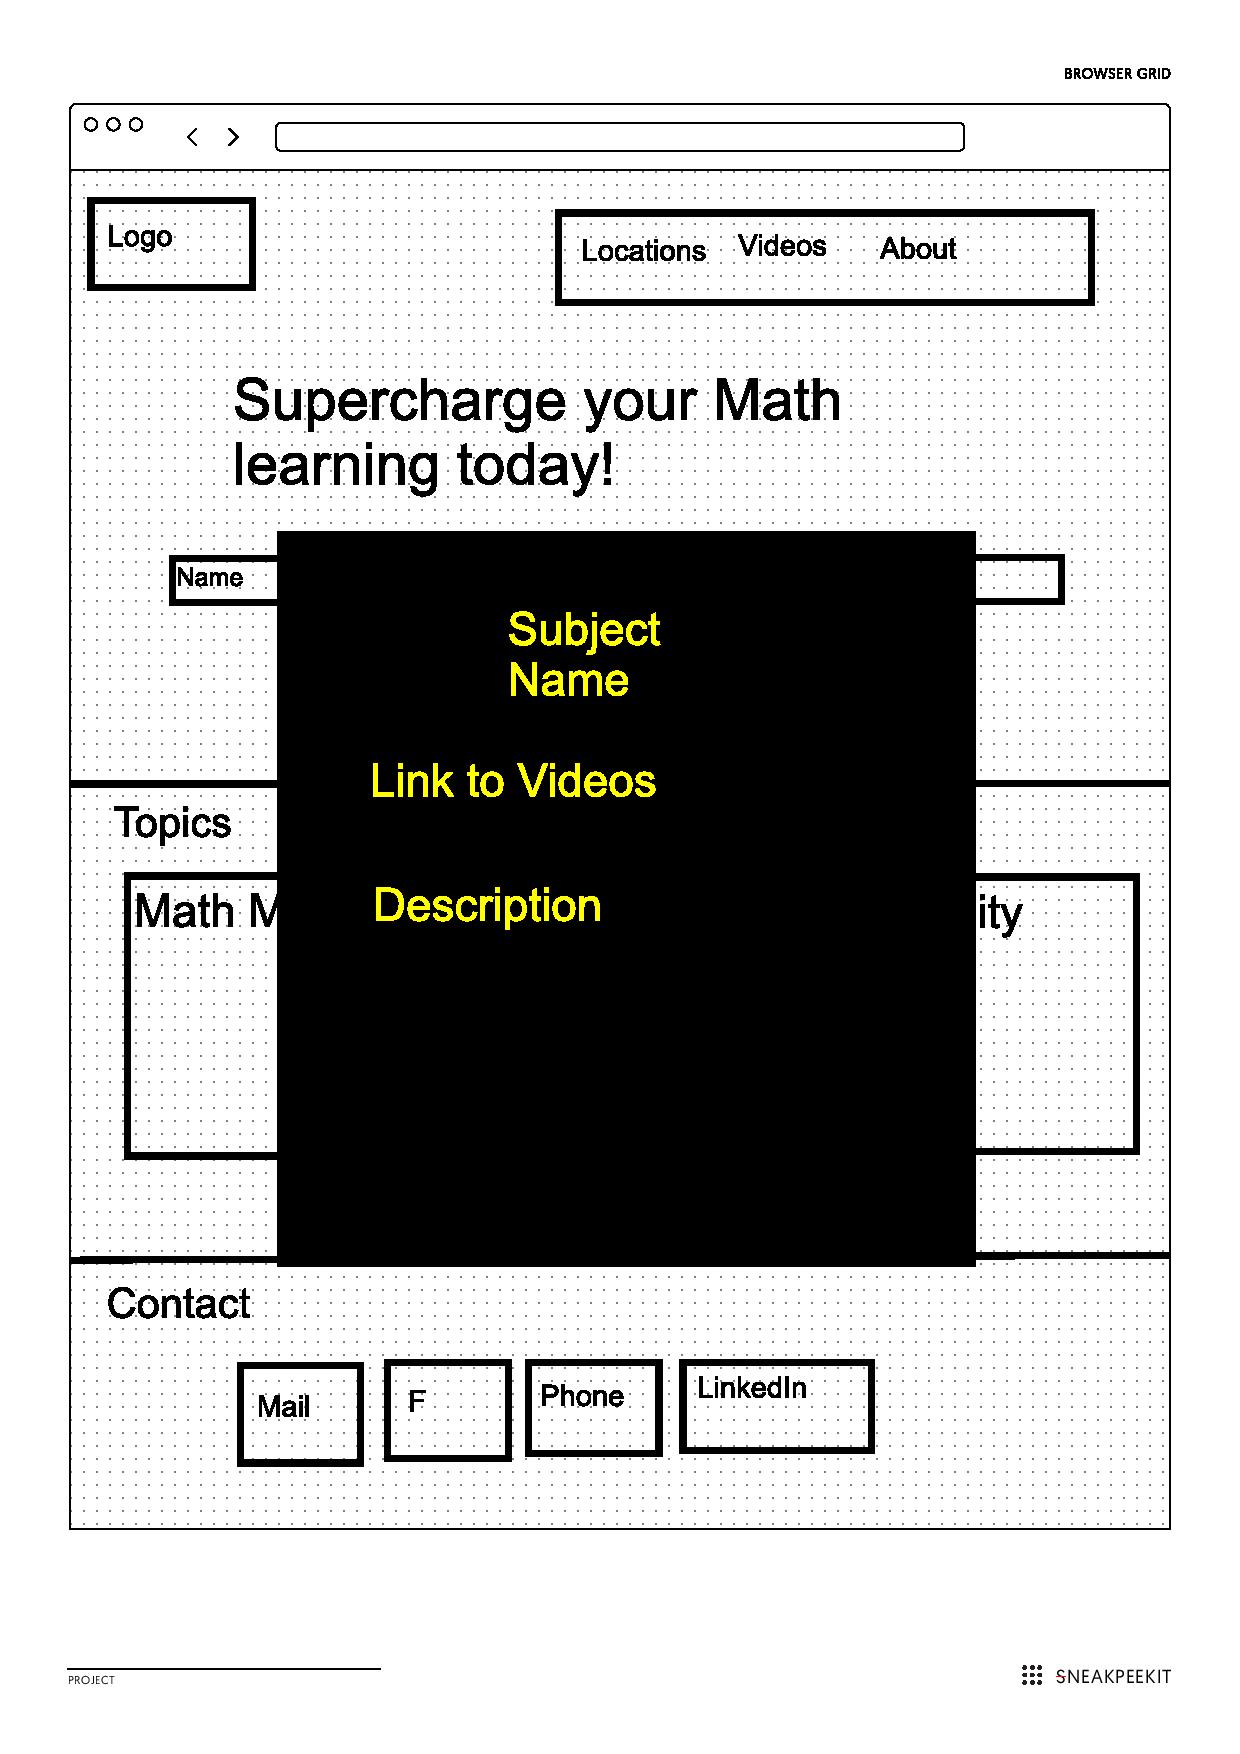 BROWSER GRID
Logo
Locations Videos About
Supercharge your Math
learning today!
Name
Subject
Name
Link to Videos
Topics
Math
Description
Contact
Mail F Phone LinkedIn
PROJECT
SNEAKPEEKIT